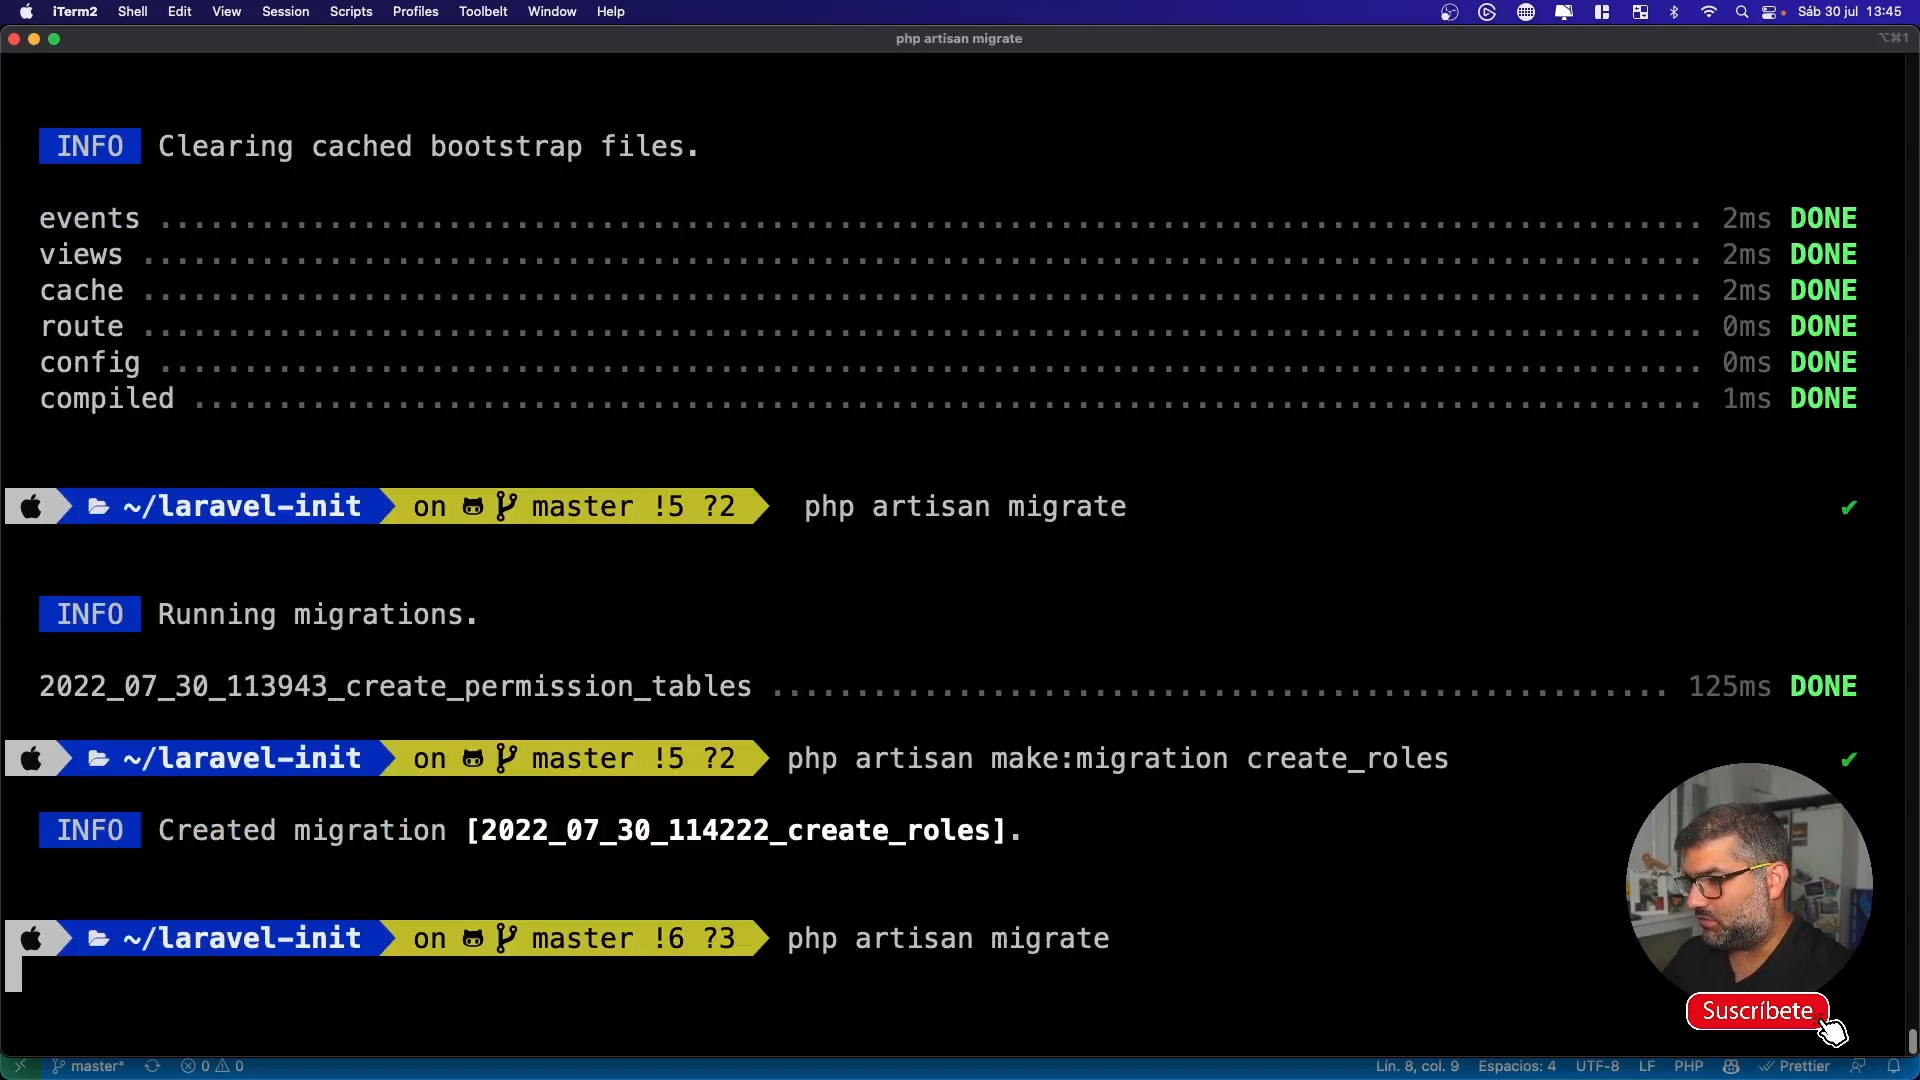 iTerm2 Shell Edit View Session Scripts Profiles Toolbelt Window Help Sáb 30 jul 13:45
php artisan migrate ⌥⌘1
INFO Clearing cached bootstrap files.
events ........................................................................................... 2ms DONE
views ............................................................................................ 2ms DONE
cache ............................................................................................ 2ms DONE
route ............................................................................................ 0ms DONE
config ........................................................................................... 0ms DONE
compiled ......................................................................................... 1ms DONE
~/laravel-init on master !5 ?2 php artisan migrate ✔
INFO Running migrations.
2022_07_30_113943_create_permission_tables ..................................................... 125ms DONE
~/laravel-init on master !5 ?2 php artisan make:migration create_roles ✔
INFO Created migration [2022_07_30_114222_create_roles].
~/laravel-init on master !6 ?3 php artisan migrate
Suscríbete
master* 0 0 Lín. 8, col. 9 Espacios: 4 UTF-8 LF PHP Prettier